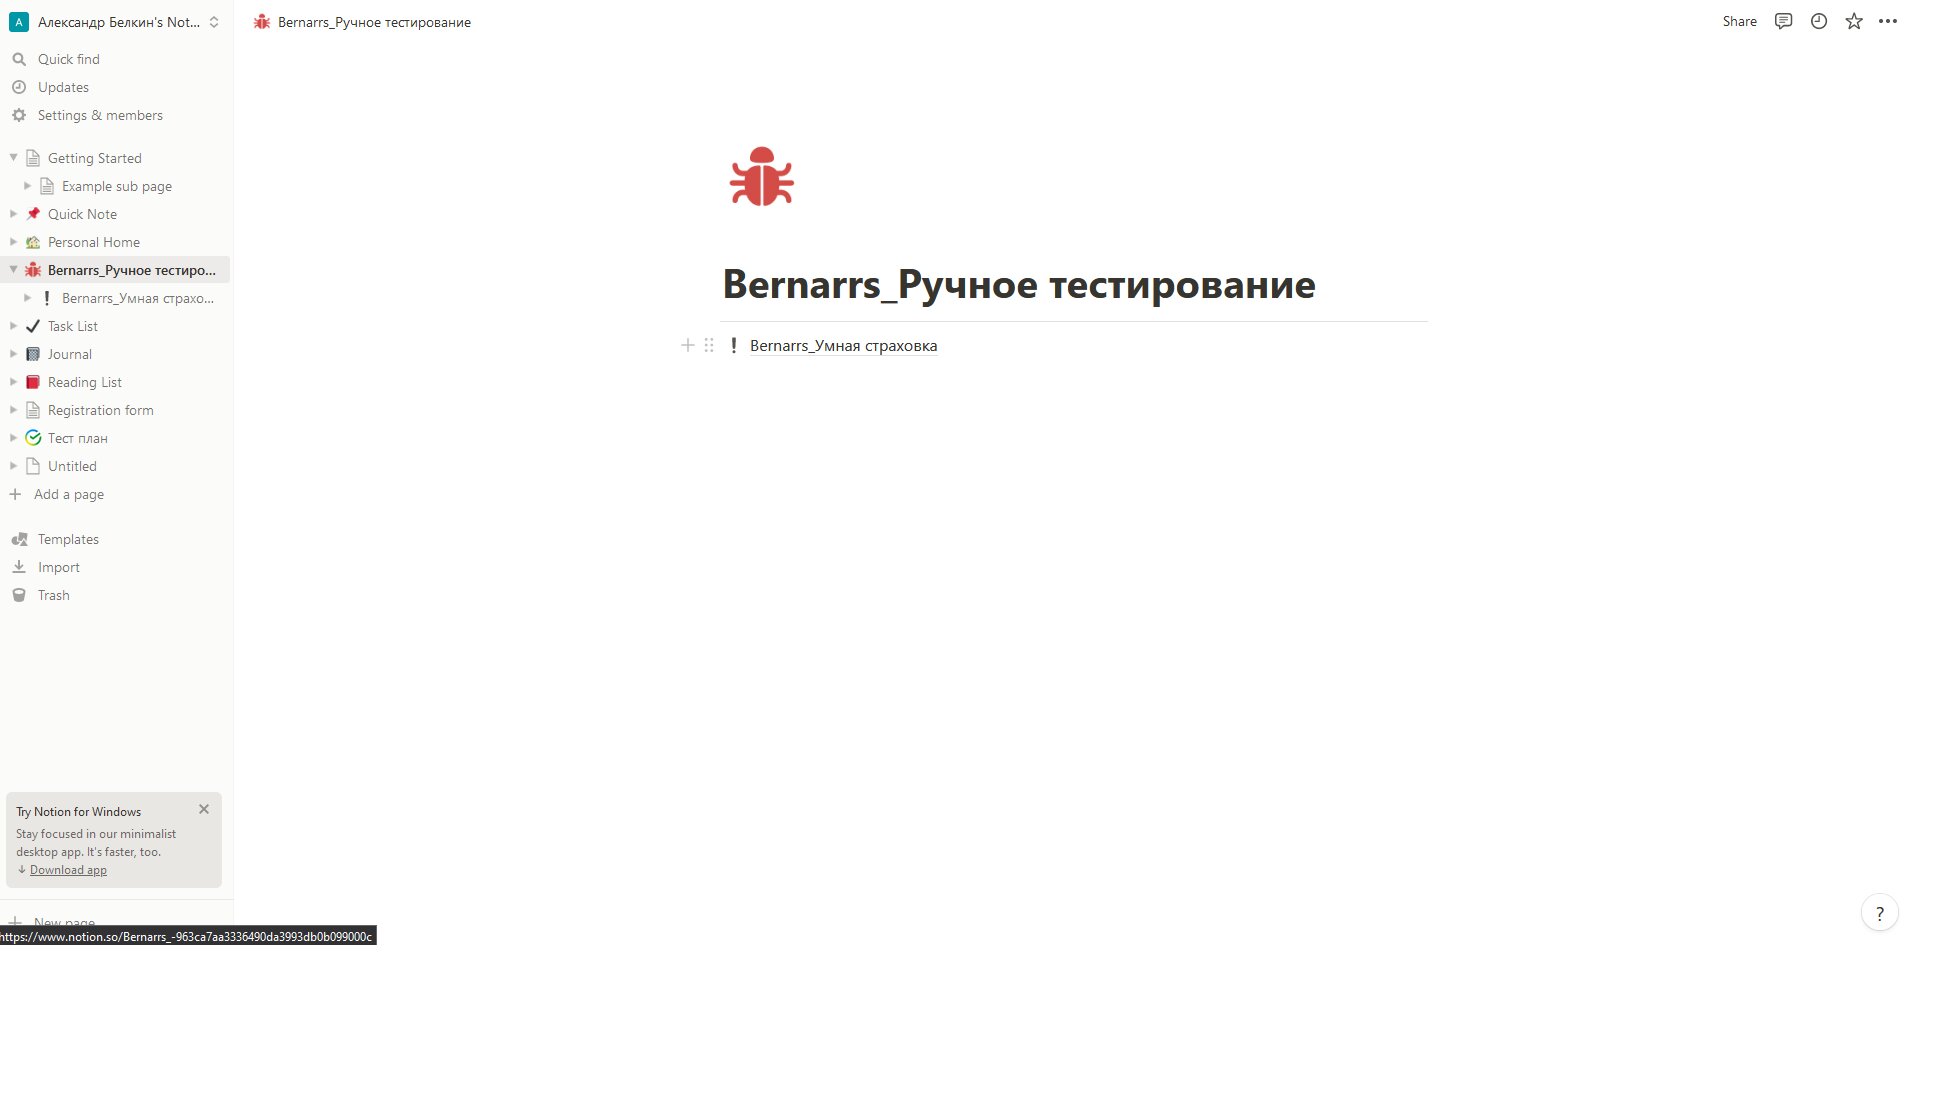 A Александр Белкин's Not...
Quick find
Updates
Settings & members
Getting Started
Example sub page
Quick Note
Personal Home
Bernarrs_Ручное тестиро...
Bernarrs_Умная страхо...
Task List
Journal
Reading List
Registration form
Тест план
Untitled
Add a page
Templates
Import
Trash
Try Notion for Windows
Stay focused in our minimalist
desktop app. It's faster, too.
Download app
New page
https://www.notion.so/Bernarrs_-963ca7aa3336490da3993db0b099000c
Bernarrs_Ручное тестирование
Share
Bernarrs_Ручное тестирование
Bernarrs_Умная страховка
?